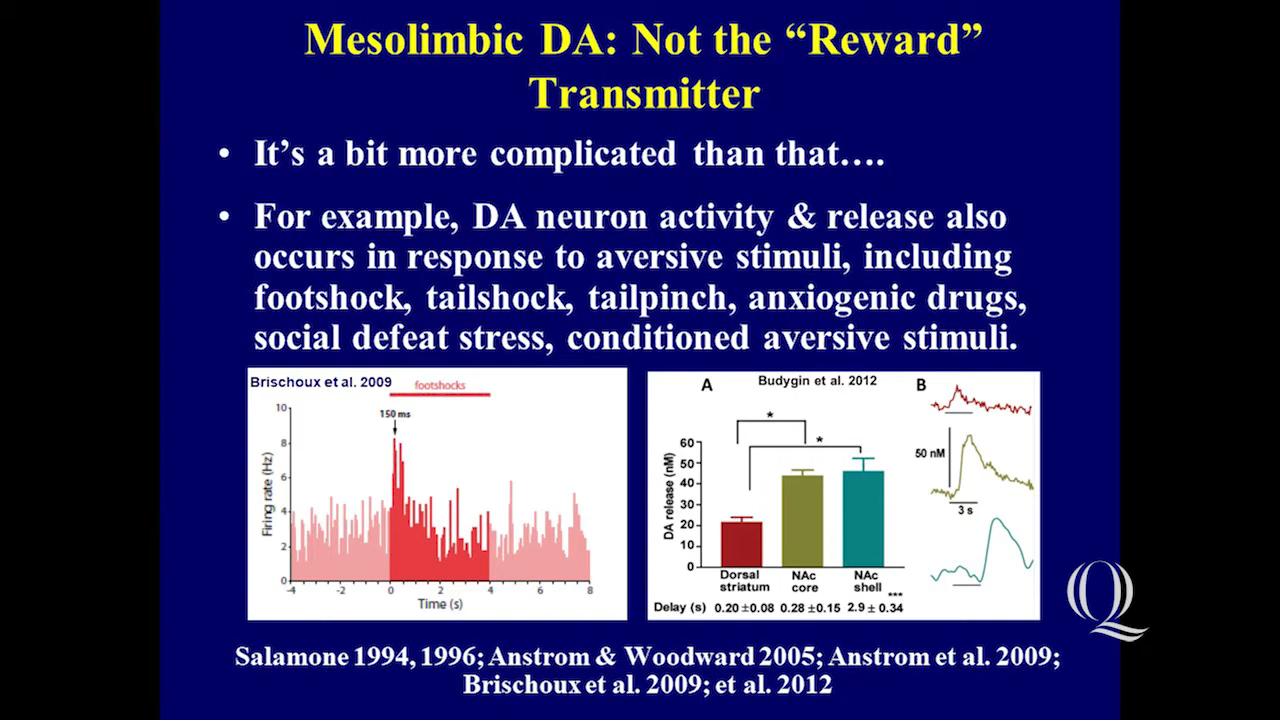 Mesolimbic DA: Not the “Reward”
Transmitter
• It’s a bit more complicated than that….
• For example, DA neuron activity & release also
occurs in response to aversive stimuli, including
footshock, tailshock, tailpinch, anxiogenic drugs,
social defeat stress, conditioned aversive stimuli.
Brischoux et al. 2009
footshocks
150 ms
Firing rate (Hz)
10
8
6
4
2
0
-4 -2 0 2 4 6 8
Time (s)
A
Budygin et al. 2012
B
*
*
DA release (nM)
60
50
40
30
20
10
0
Dorsal striatum
NAc core
NAc shell
***
Delay (s) 0.20 ±0.08 0.28 ±0.15 2.9 ± 0.34
50 nM
3 s
Q
Salamone 1994, 1996; Anstrom & Woodward 2005; Anstrom et al. 2009;
Brischoux et al. 2009; et al. 2012